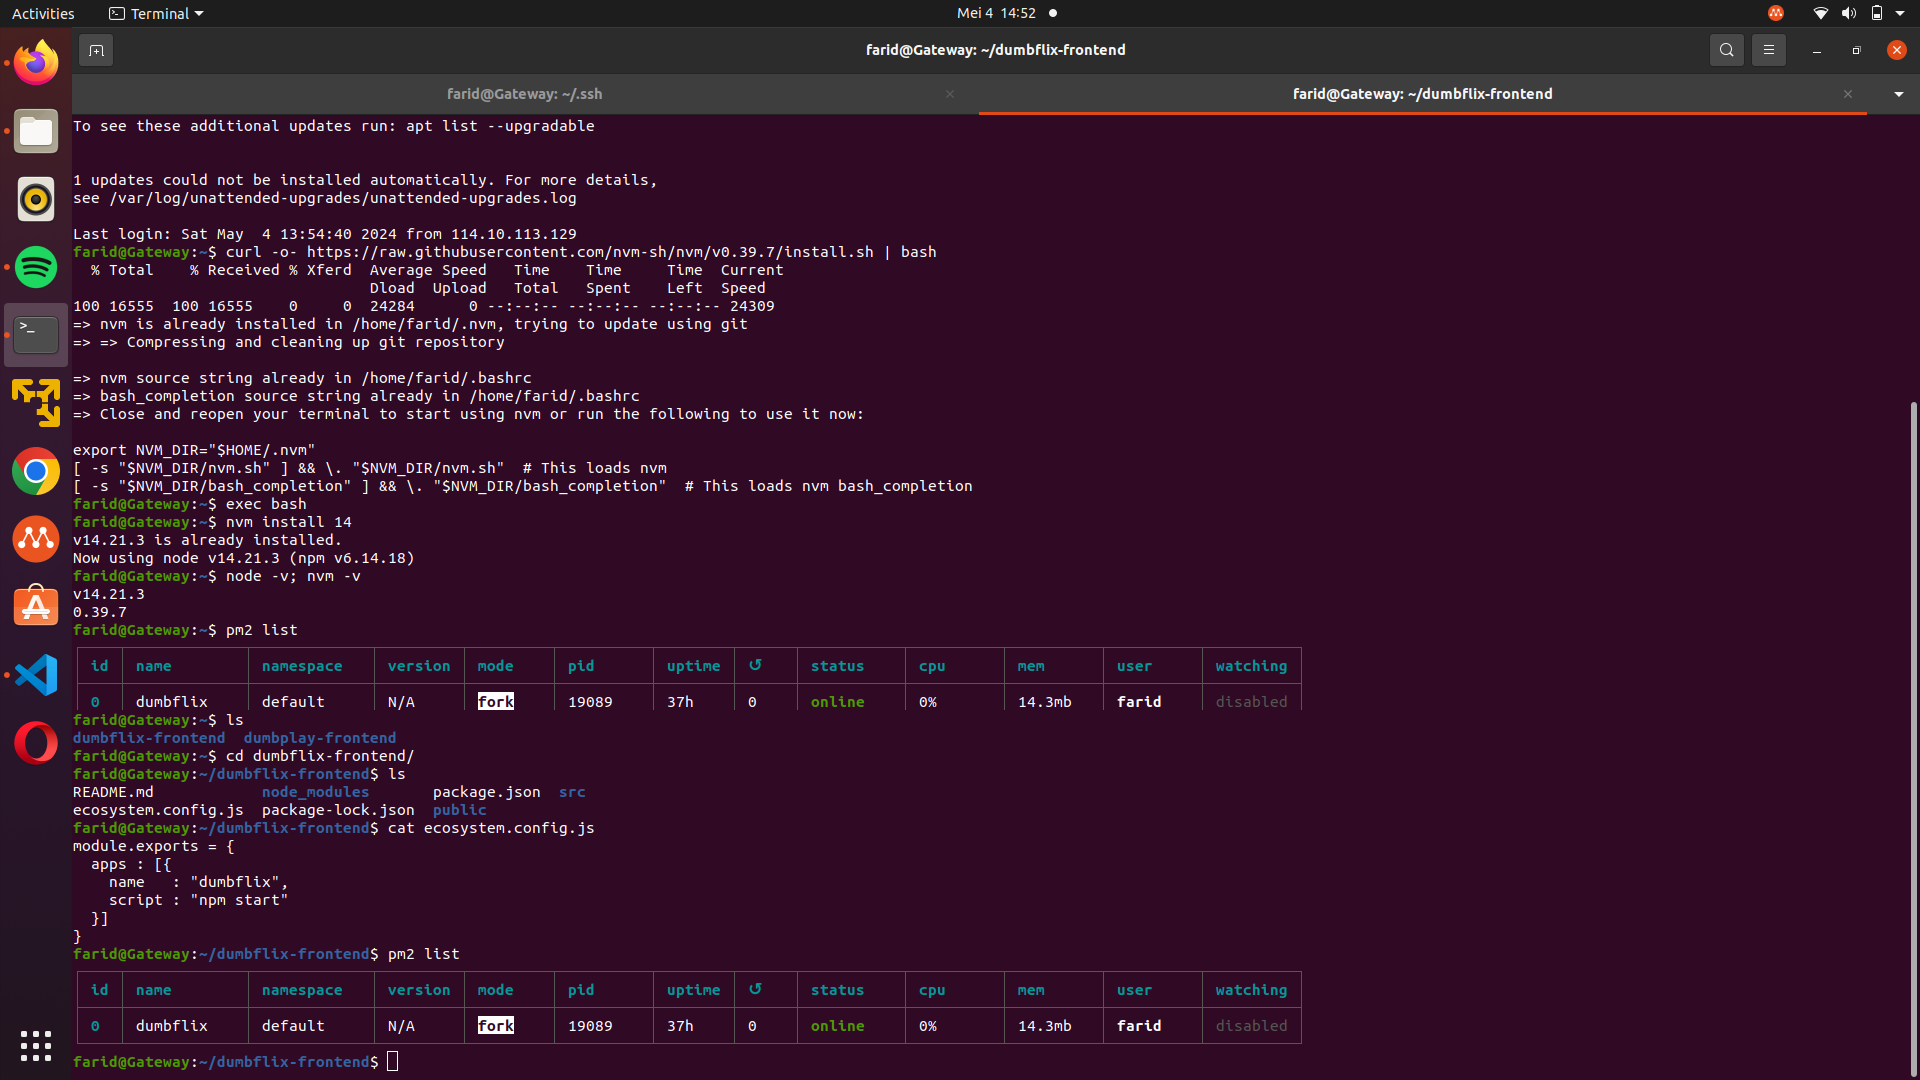 Activities Terminal Mei 4 14:52
farid@Gateway: ~/dumbflix-frontend
farid@Gateway: ~/.ssh farid@Gateway: ~/dumbflix-frontend
To see these additional updates run: apt list --upgradable
1 updates could not be installed automatically. For more details,
see /var/log/unattended-upgrades/unattended-upgrades.log
Last login: Sat May  4 13:54:40 2024 from 114.10.113.129
farid@Gateway:~$ curl -o- https://raw.githubusercontent.com/nvm-sh/nvm/v0.39.7/install.sh | bash
  % Total    % Received % Xferd  Average Speed   Time    Time     Time  Current
                                 Dload  Upload   Total   Spent    Left  Speed
100 16555  100 16555    0     0  24284      0 --:--:-- --:--:-- --:--:-- 24309
=> nvm is already installed in /home/farid/.nvm, trying to update using git
=> => Compressing and cleaning up git repository
=> nvm source string already in /home/farid/.bashrc
=> bash_completion source string already in /home/farid/.bashrc
=> Close and reopen your terminal to start using nvm or run the following to use it now:
export NVM_DIR="$HOME/.nvm"
[ -s "$NVM_DIR/nvm.sh" ] && \. "$NVM_DIR/nvm.sh"  # This loads nvm
[ -s "$NVM_DIR/bash_completion" ] && \. "$NVM_DIR/bash_completion"  # This loads nvm bash_completion
farid@Gateway:~$ exec bash
farid@Gateway:~$ nvm install 14
v14.21.3 is already installed.
Now using node v14.21.3 (npm v6.14.18)
farid@Gateway:~$ node -v; nvm -v
v14.21.3
0.39.7
farid@Gateway:~$ pm2 list
id name namespace version mode pid uptime ↺ status cpu mem user watching
0 dumbflix default N/A fork 19089 37h 0 online 0% 14.3mb farid disabled
farid@Gateway:~$ ls
dumbflix-frontend  dumbplay-frontend
farid@Gateway:~$ cd dumbflix-frontend/
farid@Gateway:~/dumbflix-frontend$ ls
README.md            node_modules       package.json  src
ecosystem.config.js  package-lock.json  public
farid@Gateway:~/dumbflix-frontend$ cat ecosystem.config.js
module.exports = {
  apps : [{
    name   : "dumbflix",
    script : "npm start"
  }]
}
farid@Gateway:~/dumbflix-frontend$ pm2 list
id name namespace version mode pid uptime ↺ status cpu mem user watching
0 dumbflix default N/A fork 19089 37h 0 online 0% 14.3mb farid disabled
farid@Gateway:~/dumbflix-frontend$